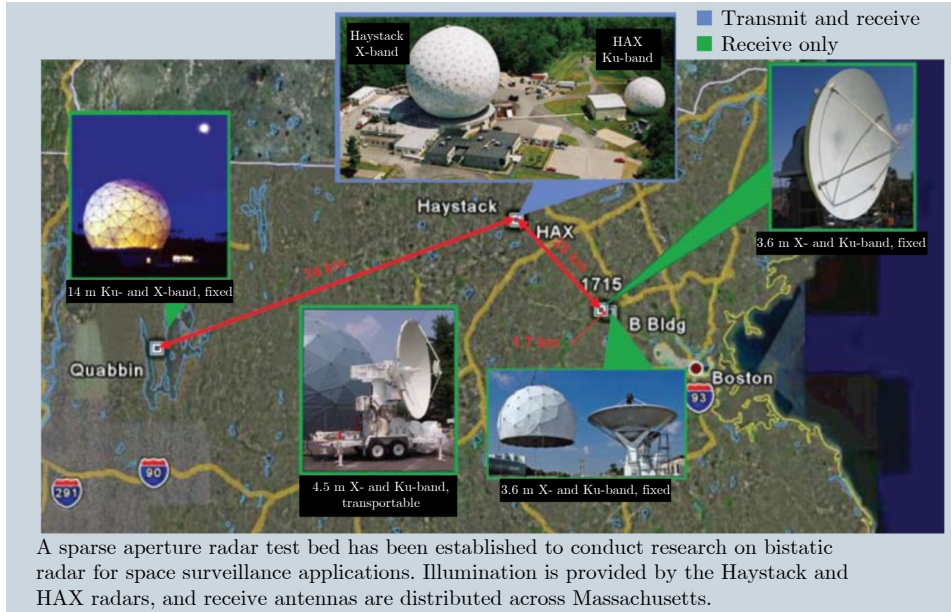 Transmit and receive
Receive only
Haystack
X-band
HAX
Ku-band
Haystack
HAX
3.6 m X- and Ku-band, fixed
14 m Ku- and X-band, fixed
1715
B Bldg
Quabbin
Boston
93
90
291
4.5 m X- and Ku-band,
transportable
3.6 m X- and Ku-band, fixed
A sparse aperture radar test bed has been established to conduct research on bistatic
radar for space surveillance applications. Illumination is provided by the Haystack and
HAX radars, and receive antennas are distributed across Massachusetts.